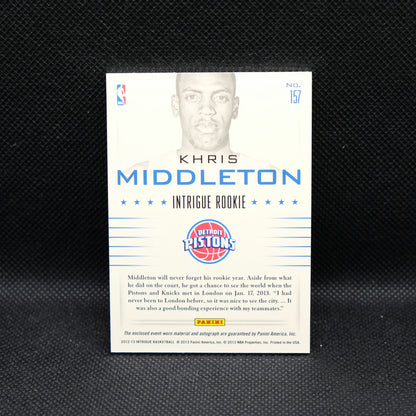 NO.
157
KHRIS
MIDDLETON
INTRIGUE ROOKIE
DETROIT
PISTONS
Middleton will never forget his rookie year. Aside from what
he did on the court, he got a chance to see the world when the
Pistons and Knicks met in London on Jan. 17, 2013. “I had
never been to London before, so it was nice to see the city. ... It
was also a good bonding experience with my teammates.”
PANINI
The enclosed event-worn material and autograph are guaranteed by Panini America, Inc.
2012-13 INTRIGUE BASKETBALL © 2013 Panini America, Inc. © 2013 NBA Properties, Inc. Printed in the USA.